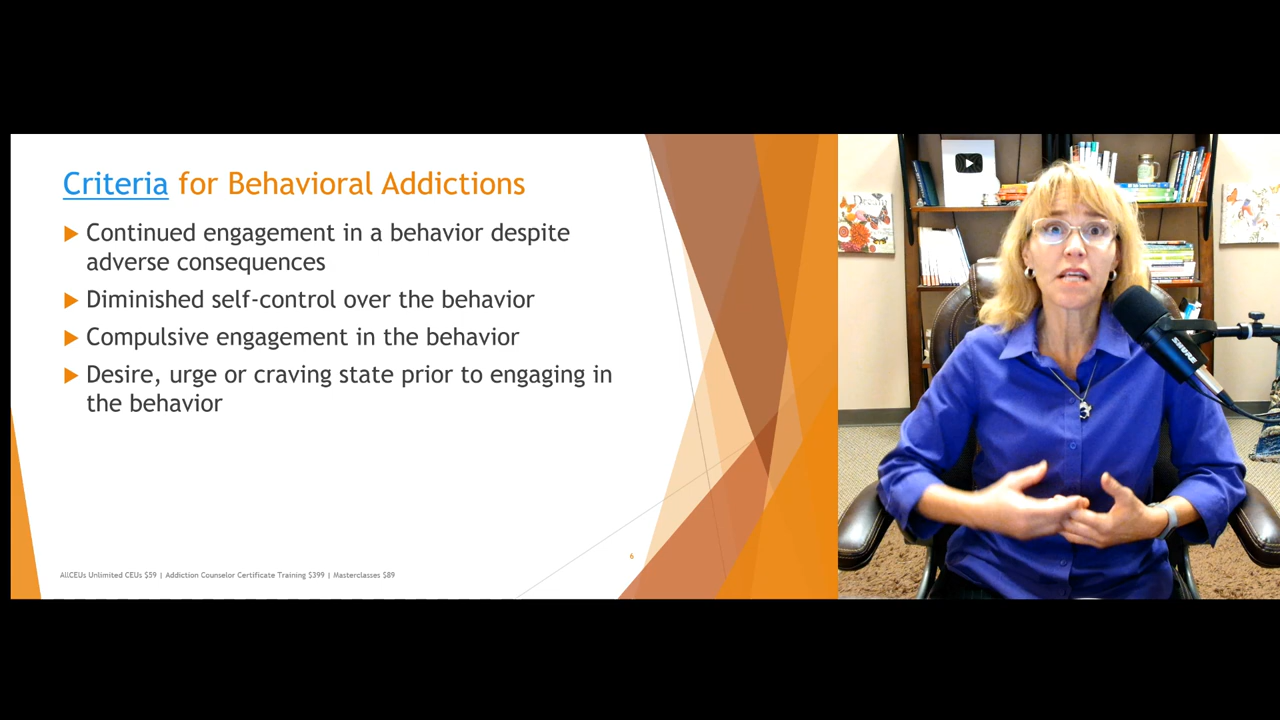 Criteria for Behavioral Addictions
Continued engagement in a behavior despite
adverse consequences
Diminished self-control over the behavior
Compulsive engagement in the behavior
Desire, urge or craving state prior to engaging in
the behavior
6
AllCEUs Unlimited CEUs $59 | Addiction Counselor Certificate Training $399 | Masterclasses $89
SHURE